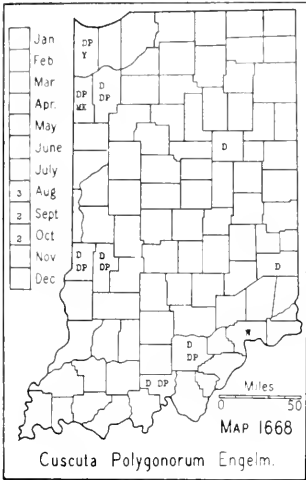 Jan
Feb
Mar
Apr.
May
June
July
3 Aug
2 Sept
2 Oct
Nov
Dec
DP
Y
DP
MK
D
DP
D
D
DP
D
DP
D
W
D
DP
D DP
Miles
0 50
MAP 1668
Cuscuta Polygonorum Engelm.